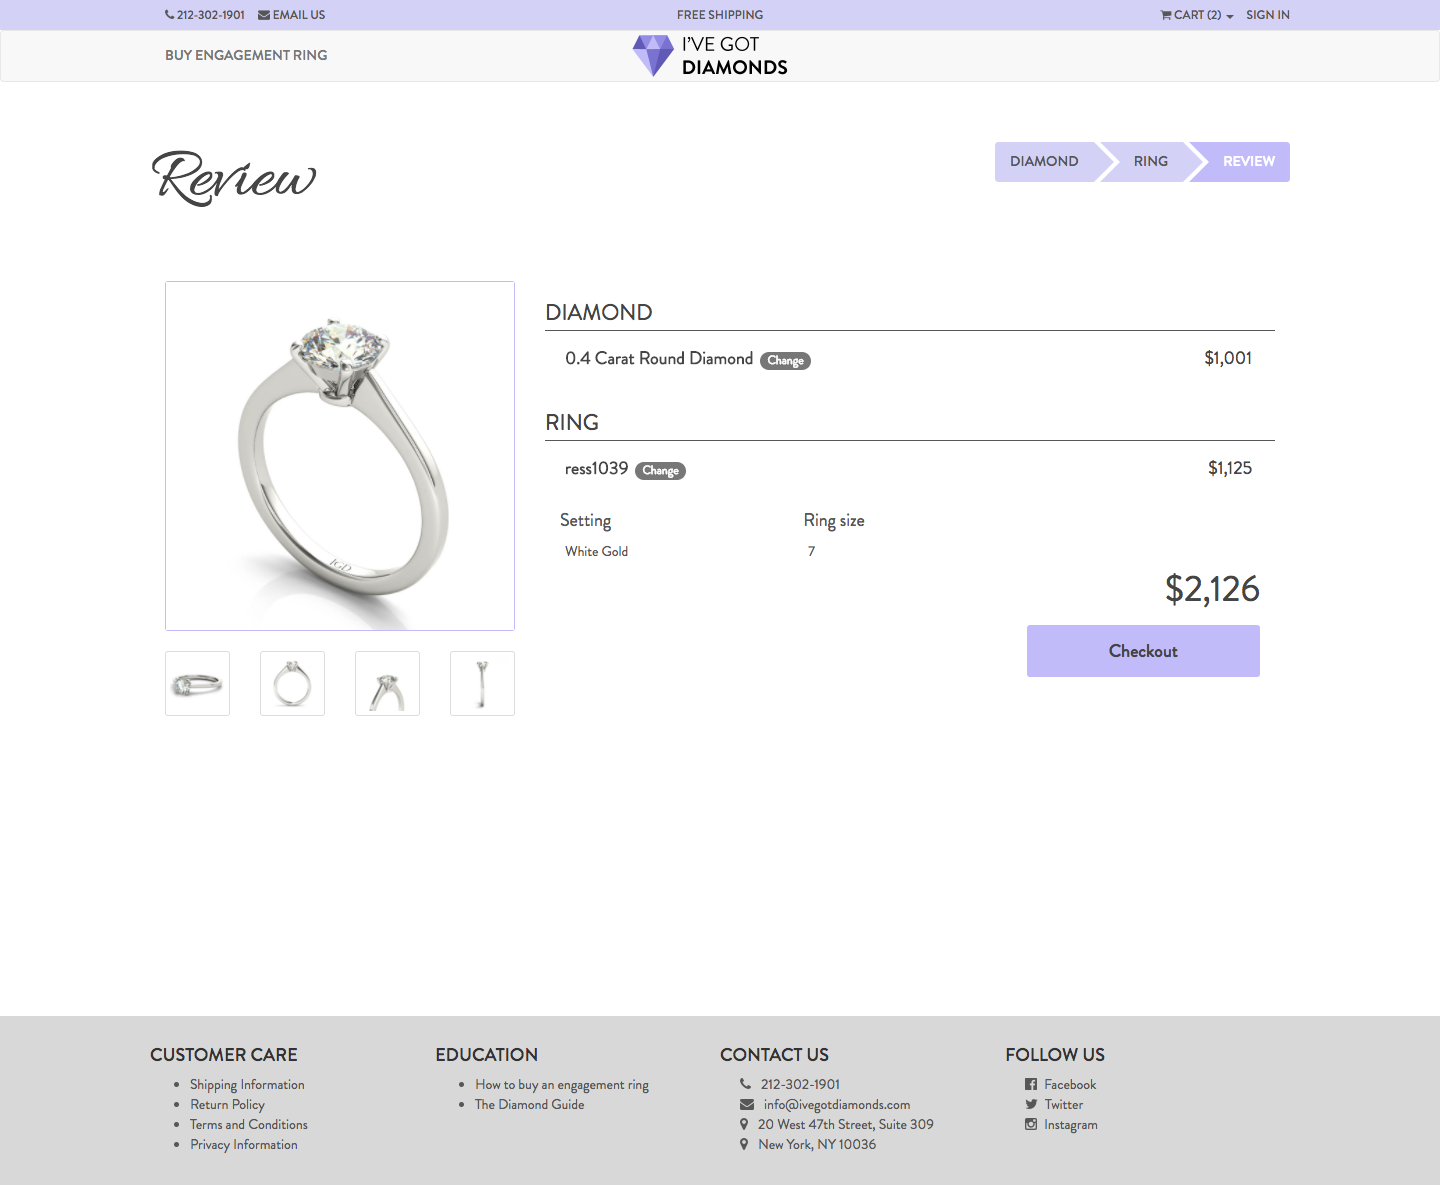 212-302-1901 EMAIL US FREE SHIPPING CART (2) SIGN IN
BUY ENGAGEMENT RING
I'VE GOT
DIAMONDS
Review
DIAMOND RING REVIEW
DIAMOND
0.4 Carat Round Diamond Change $1,001
RING
ress1039 Change $1,125
Setting Ring size
White Gold 7
IGD
$2,126
Checkout
CUSTOMER CARE
Shipping Information
Return Policy
Terms and Conditions
Privacy Information
EDUCATION
How to buy an engagement ring
The Diamond Guide
CONTACT US
212-302-1901
info@ivegotdiamonds.com
20 West 47th Street, Suite 309
New York, NY 10036
FOLLOW US
Facebook
Twitter
Instagram